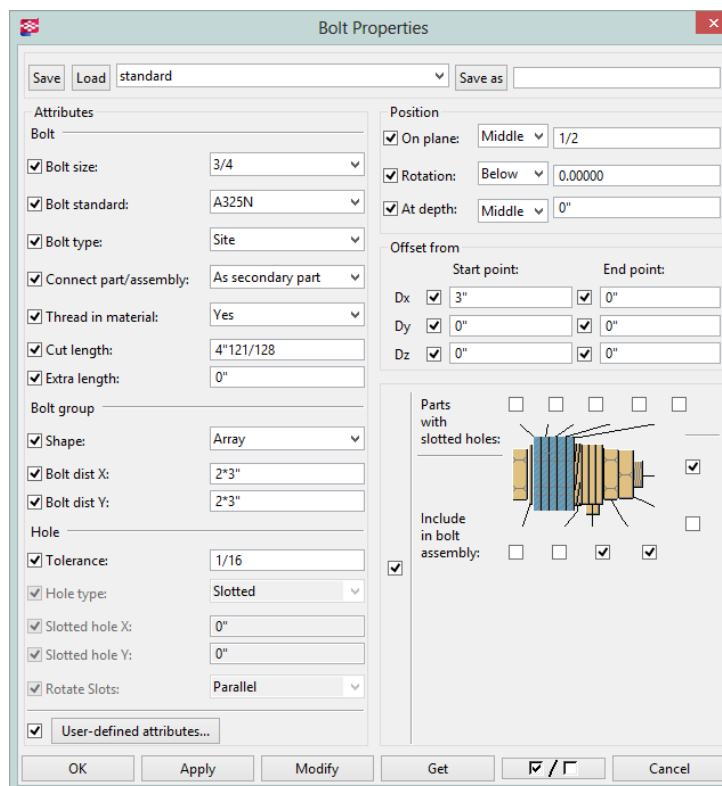 Bolt Properties
Save Load standard Save as
Attributes
Bolt
Bolt size: 3/4
Bolt standard: A325N
Bolt type: Site
Connect part/assembly: As secondary part
Thread in material: Yes
Cut length: 4"121/128
Extra length: 0"
Bolt group
Shape: Array
Bolt dist X: 2*3"
Bolt dist Y: 2*3"
Hole
Tolerance: 1/16
Hole type: Slotted
Slotted hole X: 0"
Slotted hole Y: 0"
Rotate Slots: Parallel
User-defined attributes...
Position
On plane: Middle 1/2
Rotation: Below 0.00000
At depth: Middle 0"
Offset from
Start point: End point:
Dx 3" 0"
Dy 0" 0"
Dz 0" 0"
Parts
with
slotted holes:
Include
in bolt
assembly:
OK Apply Modify Get / Cancel